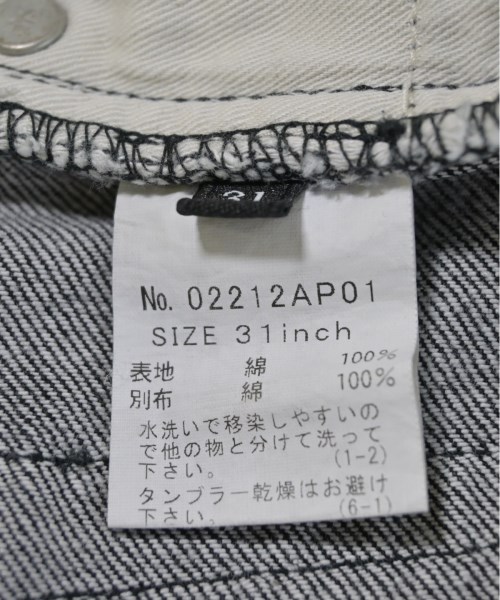 31
No. 02212AP01
SIZE 31inch
表地 綿 100%
別布 綿 100%
水洗いで移染しやすいの
で他の物と分けて洗って
下さい。 (1-2)
タンブラー乾燥はお避け
下さい。 (6-1)